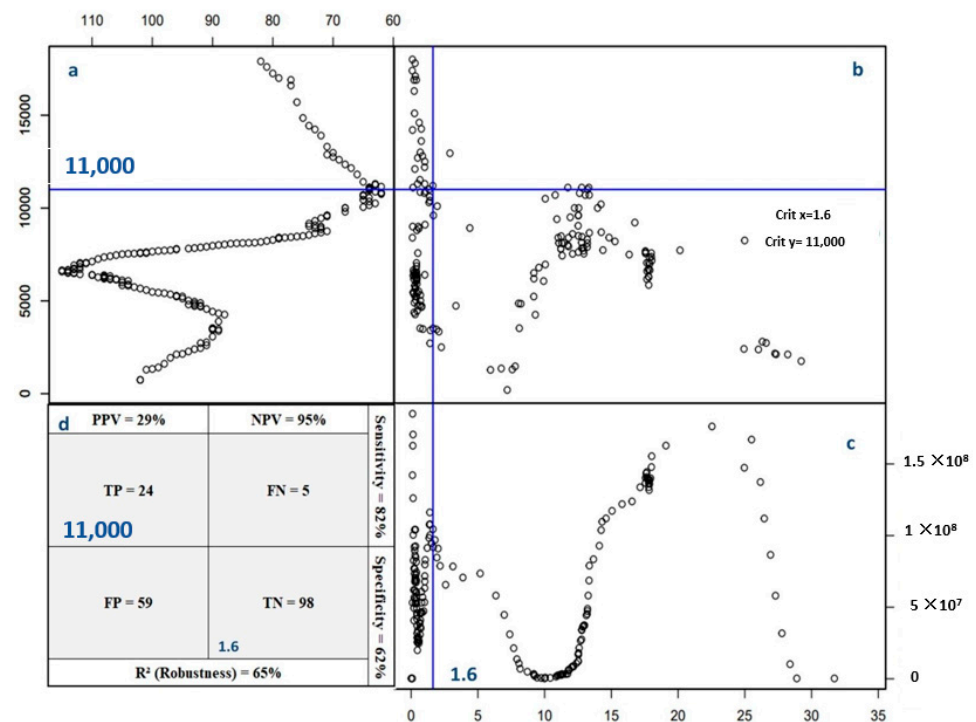 110 100 90 80 70 60
a
b
15000
11,000
10000
5000
0
Crit x=1.6
Crit y= 11,000
d
PPV = 29%
NPV = 95%
Sensitivity = 82%
c
TP = 24
FN = 5
11,000
FP = 59
TN = 98
Specificity = 62%
1.6
R² (Robustness) = 65%
1.6
1.5 ×10⁸
1 ×10⁸
5 ×10⁷
0
0 5 10 15 20 25 30 35